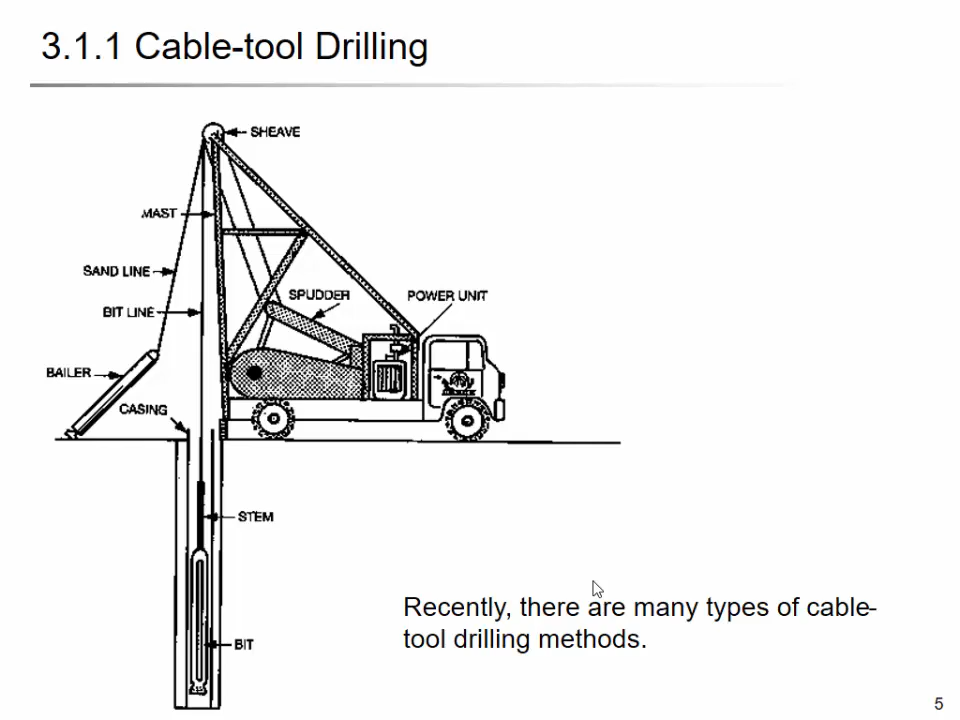 3.1.1 Cable-tool Drilling
SHEAVE
MAST
SAND LINE
SPUDDER
POWER UNIT
BIT LINE
BAILER
CASING
STEM
Recently, there are many types of cable-
tool drilling methods.
BIT
5